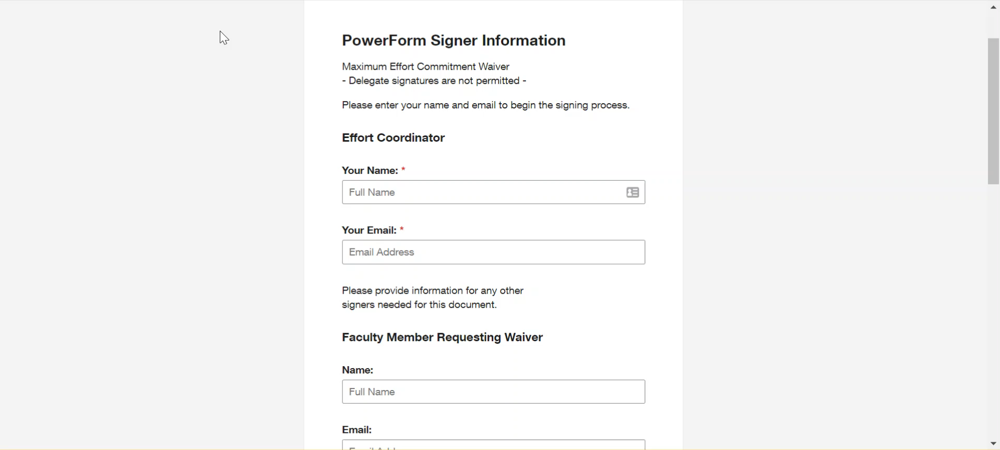 PowerForm Signer Information
Maximum Effort Commitment Waiver
- Delegate signatures are not permitted -
Please enter your name and email to begin the signing process.
Effort Coordinator
Your Name: *
Full Name
Your Email: *
Email Address
Please provide information for any other
signers needed for this document.
Faculty Member Requesting Waiver
Name:
Full Name
Email: